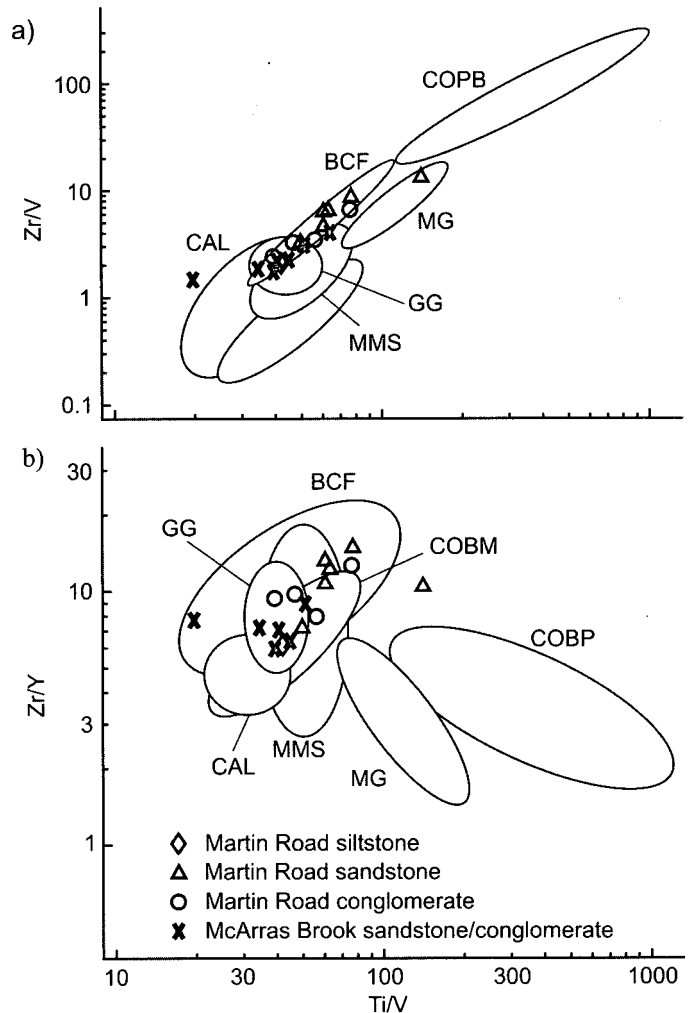 a)
COPB
100
BCF
10
MG
CAL
Zr/V
1
GG
MMS
0.1
b)
30
BCF
GG
COBM
10
COBP
Zr/Y
3
CAL
MMS
MG
Martin Road siltstone
1
Martin Road sandstone
Martin Road conglomerate
McArras Brook sandstone/conglomerate
10 30 100 300 1000
Ti/V